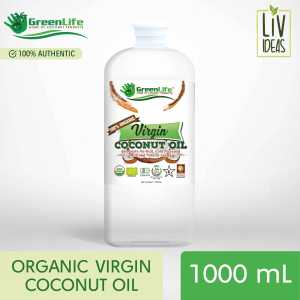 GreenLife
100% AUTHENTIC
LIV
IDEAS
GreenLife
Virgin
COCONUT OIL
ORGANIC VIRGIN
COCONUT OIL
1000 mL